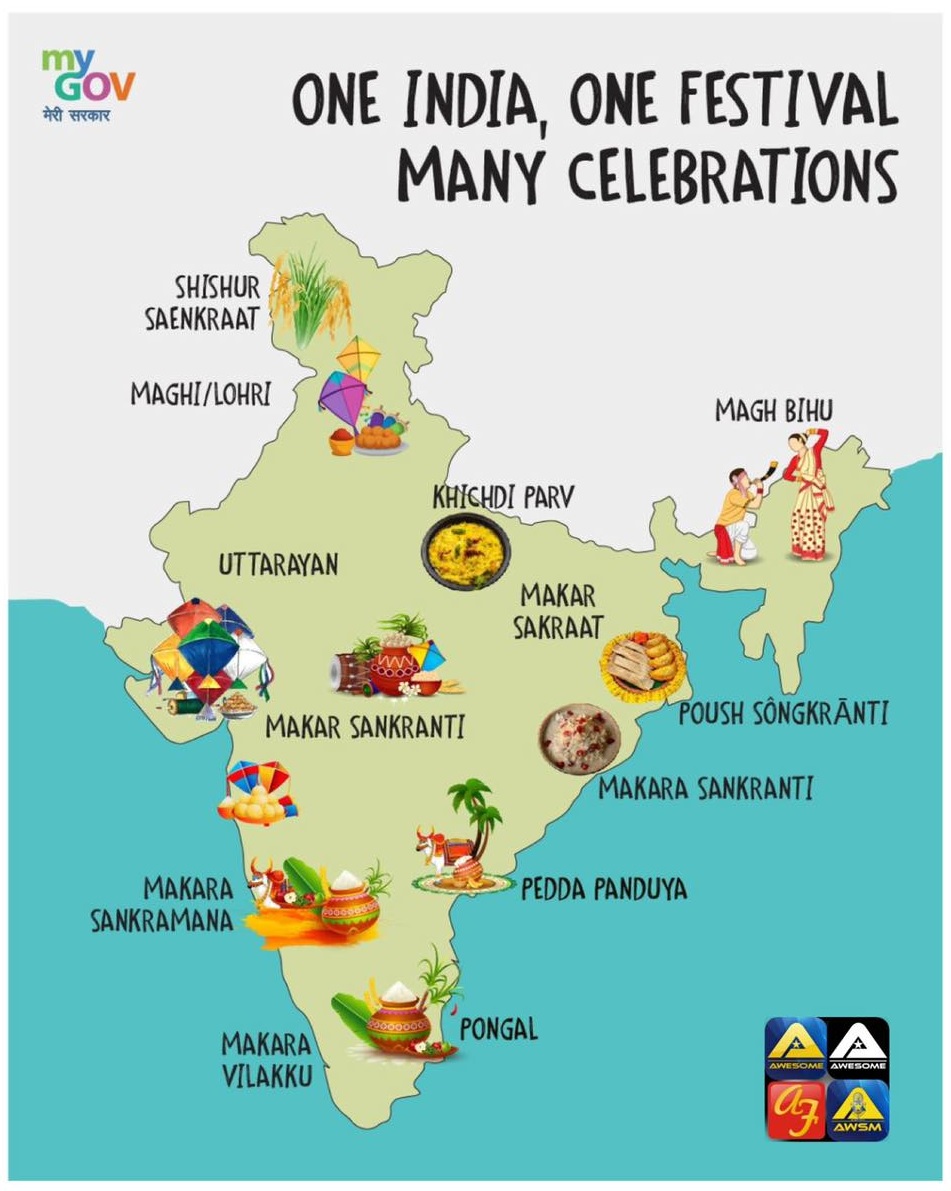 my
GOV
मेरी सरकार
ONE INDIA, ONE FESTIVAL
MANY CELEBRATIONS
SHISHUR
SAENKRAAT
MAGHI/LOHRI
MAGH BIHU
KHICHDI PARV
UTTARAYAN
MAKAR
SAKRAAT
POUSH SÔNGKRĀNTI
MAKAR SANKRANTI
MAKARA SANKRANTI
MAKARA
SANKRAMANA
PEDDA PANDUYA
PONGAL
MAKARA
VILAKKU
AWESOME
AWESOME
AF
AWSM